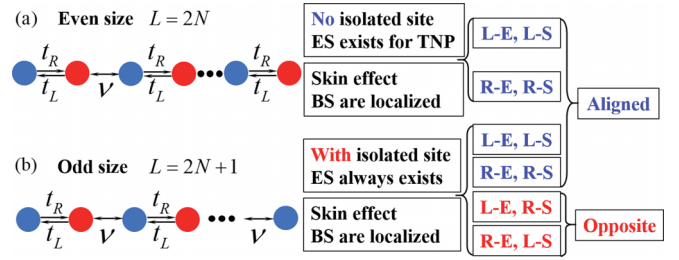 (a) Even size L = 2N
t_R t_R t_R
t_L ν t_L t_L
No isolated site
ES exists for TNP
Skin effect
BS are localized
L-E, L-S
R-E, R-S
Aligned
(b) Odd size L = 2N+1
t_R t_R
t_L ν t_L ν
With isolated site
ES always exists
Skin effect
BS are localized
L-E, L-S
R-E, R-S
L-E, R-S
R-E, L-S
Opposite